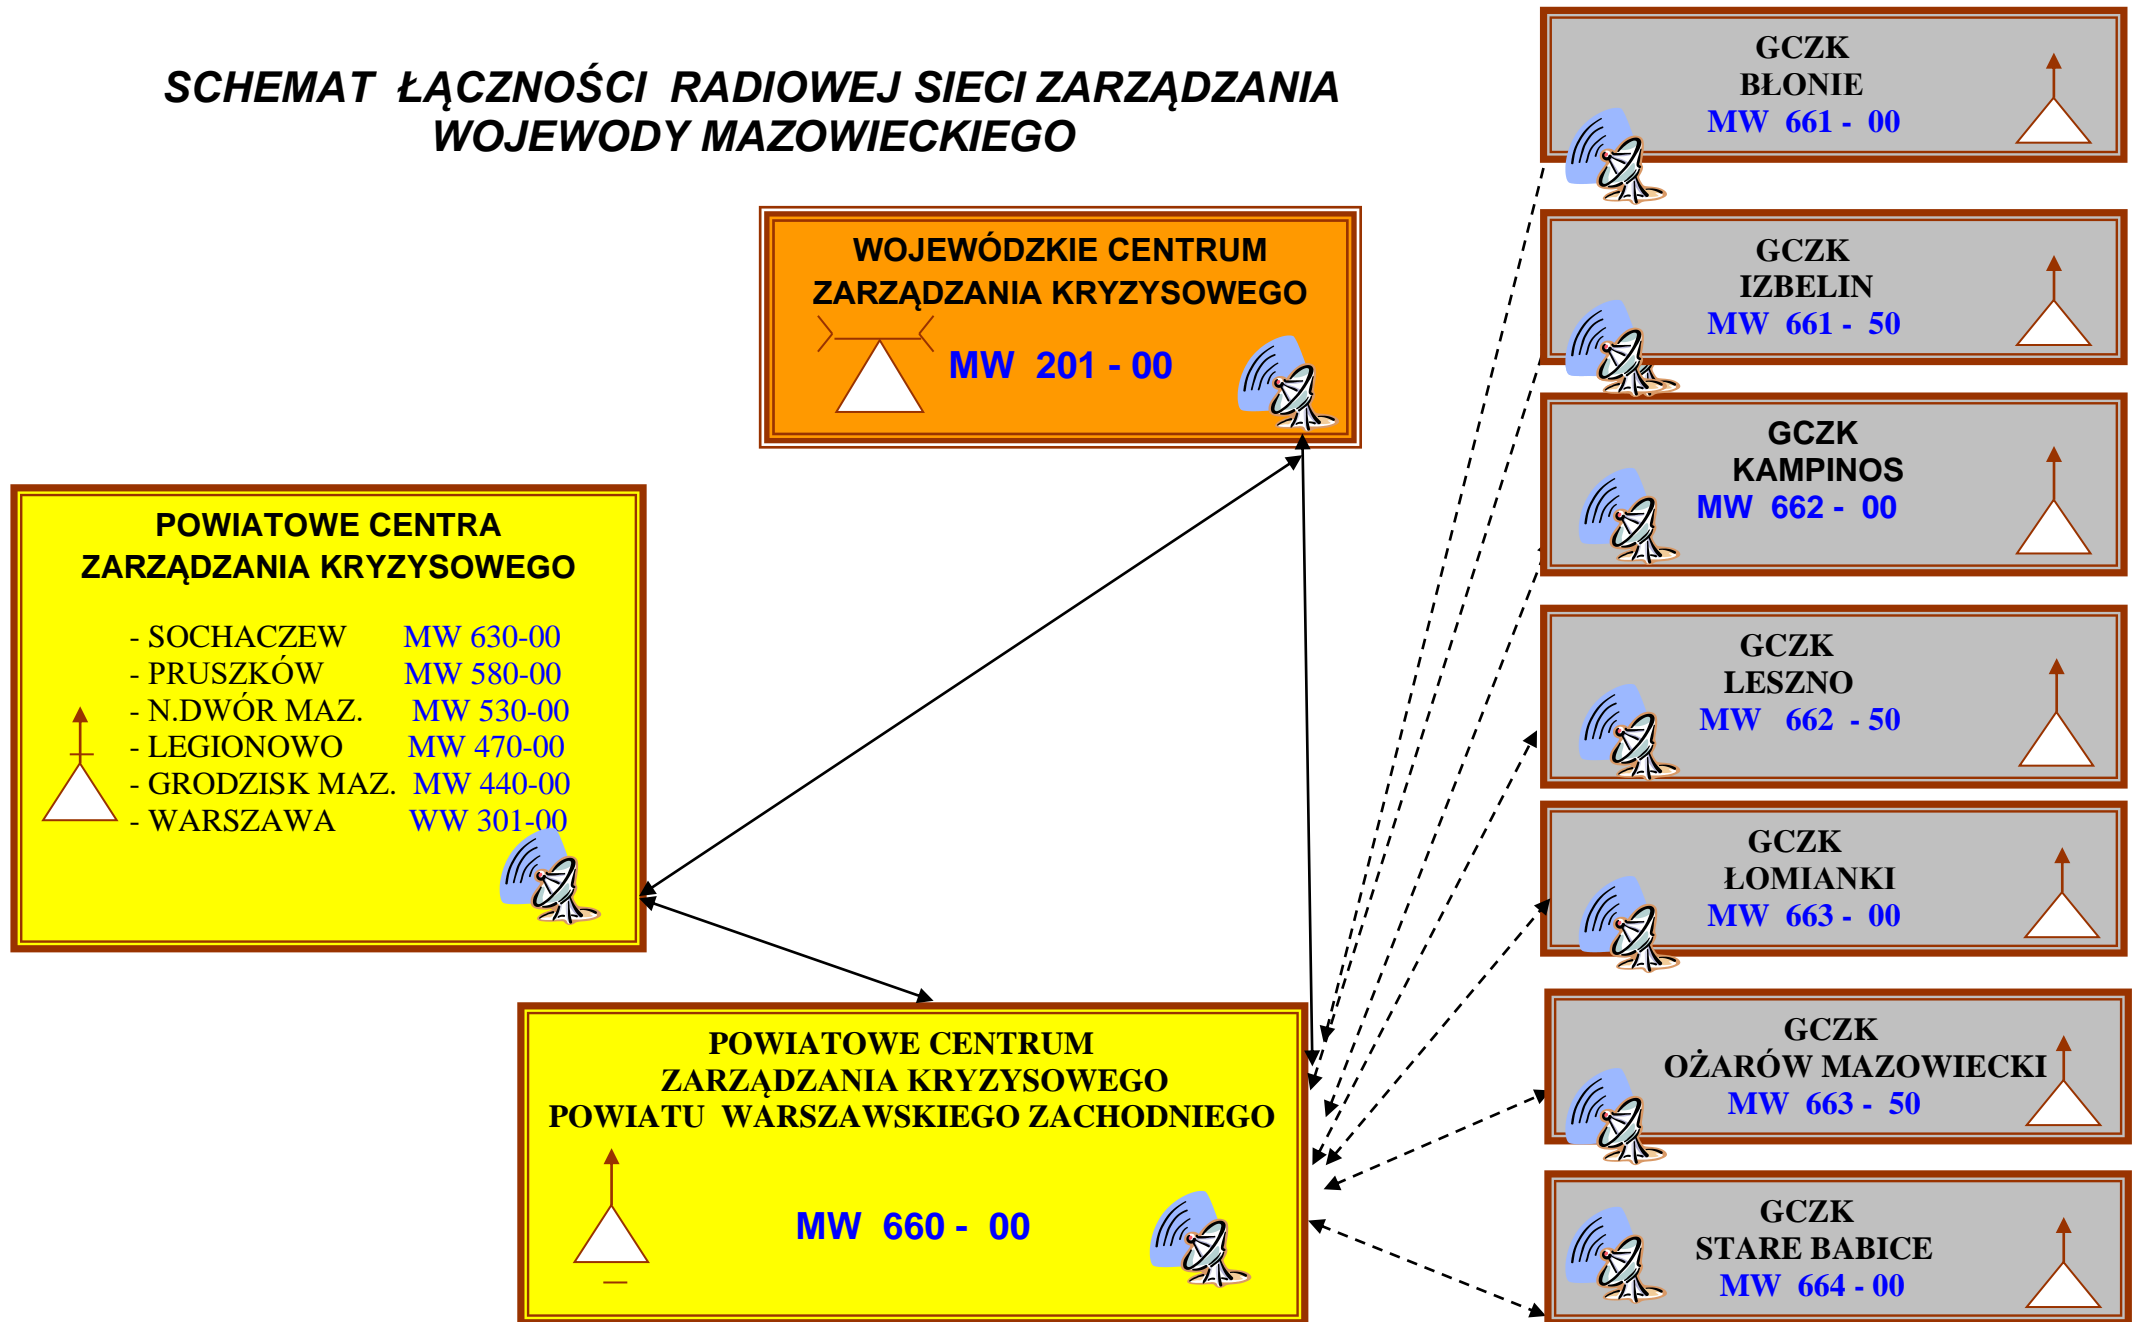 SCHEMAT ŁĄCZNOŚCI RADIOWEJ SIECI ZARZĄDZANIA
WOJEWODY MAZOWIECKIEGO
WOJEWÓDZKIE CENTRUM
ZARZĄDZANIA KRYZYSOWEGO
MW 201 - 00
POWIATOWE CENTRA
ZARZĄDZANIA KRYZYSOWEGO
- SOCHACZEW MW 630-00
- PRUSZKÓW MW 580-00
- N.DWÓR MAZ. MW 530-00
- LEGIONOWO MW 470-00
- GRODZISK MAZ. MW 440-00
- WARSZAWA WW 301-00
POWIATOWE CENTRUM
ZARZĄDZANIA KRYZYSOWEGO
POWIATU WARSZAWSKIEGO ZACHODNIEGO
MW 660 - 00
GCZK
BŁONIE
MW 661 - 00
GCZK
IZBELIN
MW 661 - 50
GCZK
KAMPINOS
MW 662 - 00
GCZK
LESZNO
MW 662 - 50
GCZK
ŁOMIANKI
MW 663 - 00
GCZK
OŻARÓW MAZOWIECKI
MW 663 - 50
GCZK
STARE BABICE
MW 664 - 00